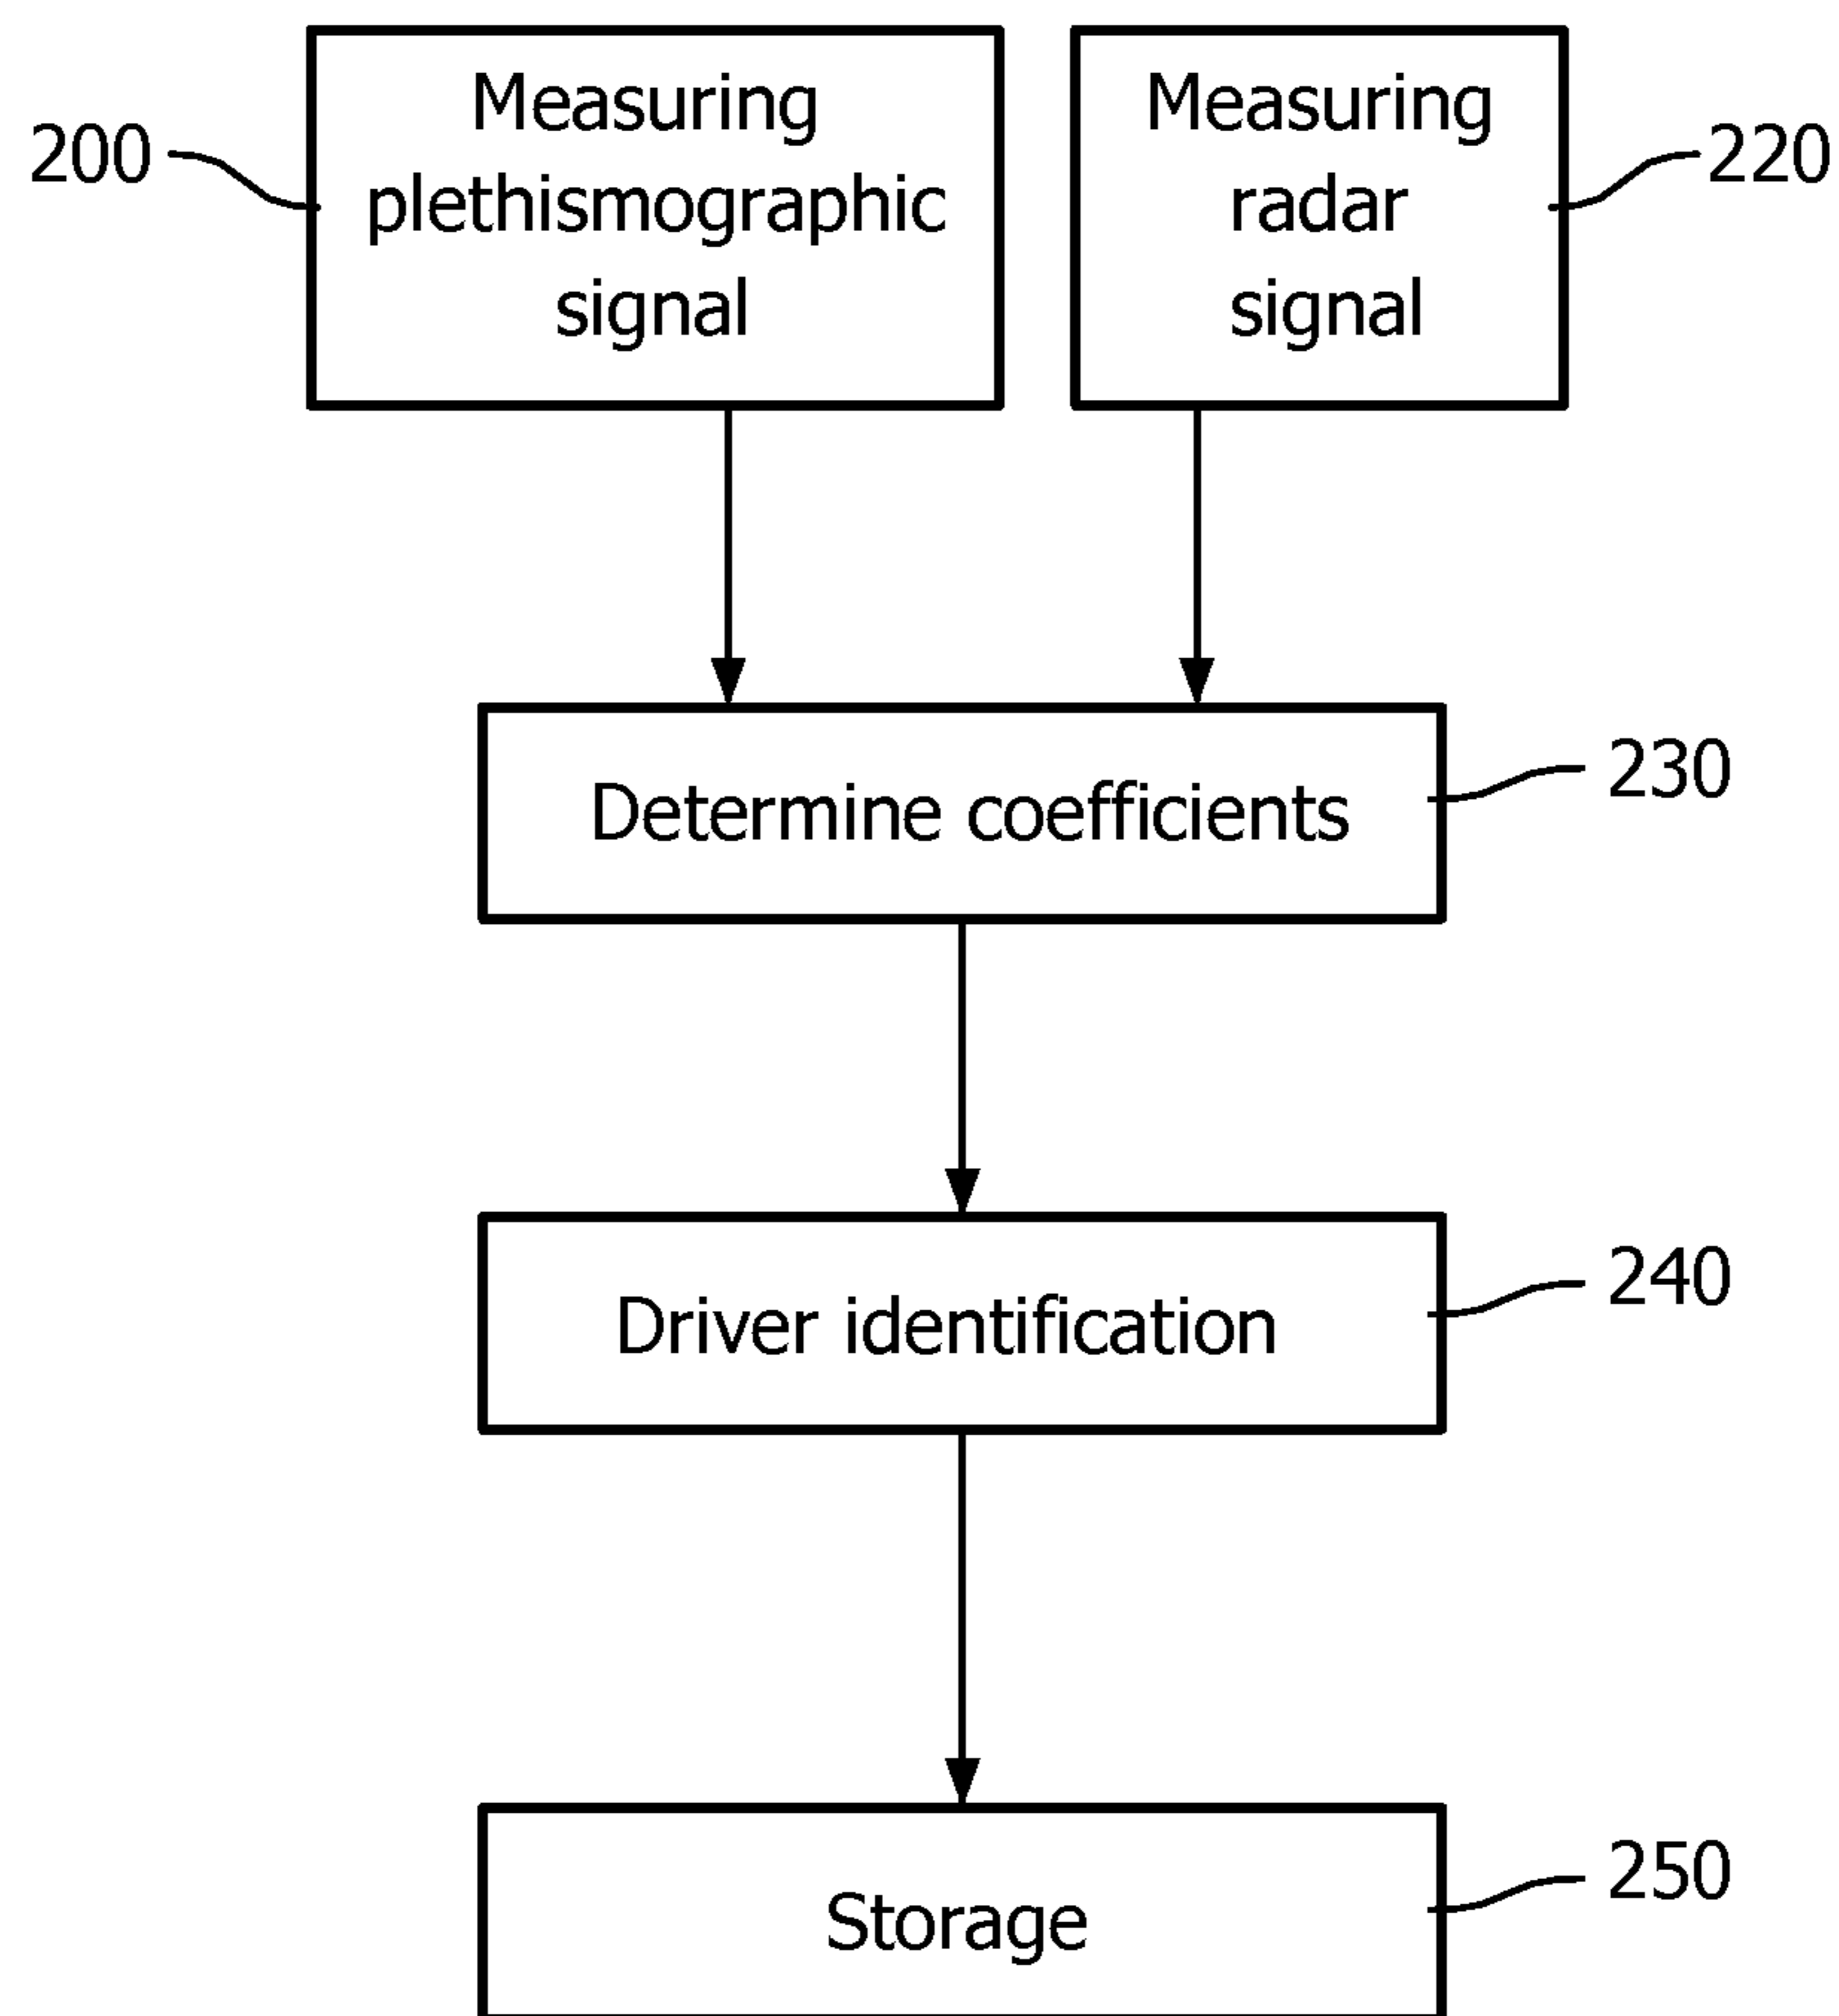 200
Measuring
plethismographic
signal
Measuring
radar
signal
220
Determine coefficients
230
Driver identification
240
Storage
250